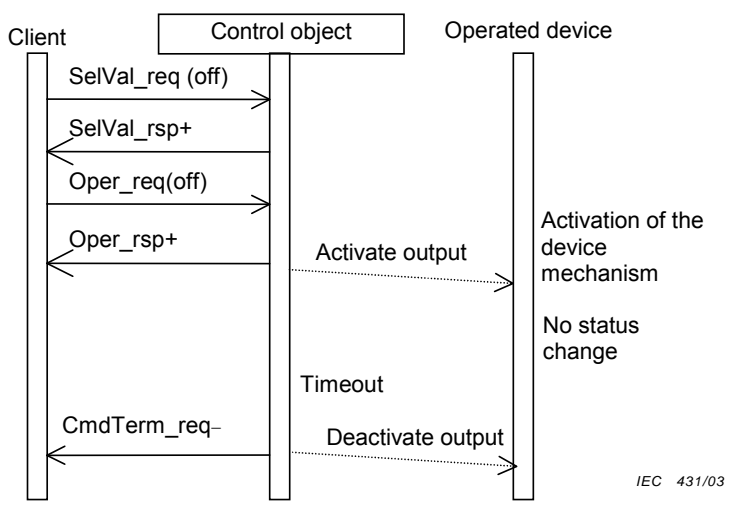 Client
Control object
Operated device
SelVal_req (off)
SelVal_rsp+
Oper_req(off)
Oper_rsp+
Activate output
Activation of the
device
mechanism
No status
change
Timeout
CmdTerm_req–
Deactivate output
IEC 431/03